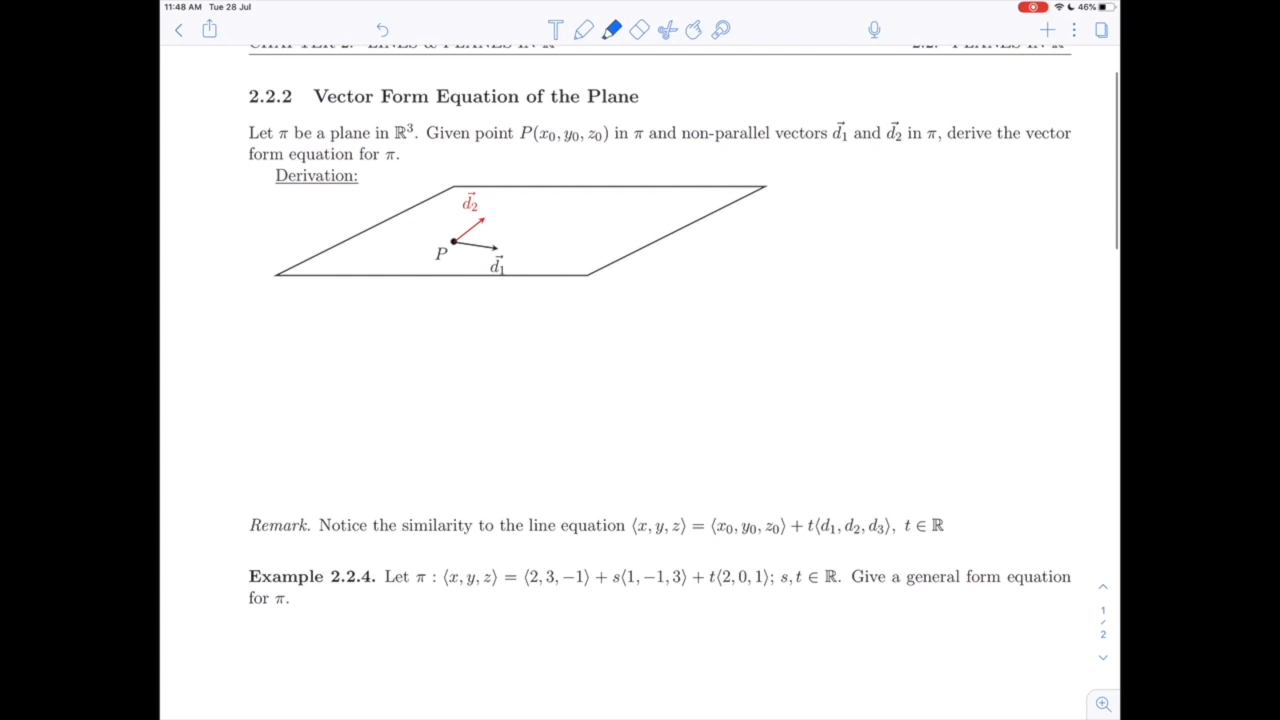 11:48 AM Tue 28 Jul
46%
2.2.2 Vector Form Equation of the Plane
Let π be a plane in ℝ³. Given point P(x₀, y₀, z₀) in π and non-parallel vectors d⃗₁ and d⃗₂ in π, derive the vector
form equation for π.
Derivation:
d⃗₂
P
d⃗₁
Remark. Notice the similarity to the line equation ⟨x, y, z⟩ = ⟨x₀, y₀, z₀⟩ + t⟨d₁, d₂, d₃⟩, t ∈ ℝ
Example 2.2.4. Let π : ⟨x, y, z⟩ = ⟨2, 3, −1⟩ + s⟨1, −1, 3⟩ + t⟨2, 0, 1⟩; s, t ∈ ℝ. Give a general form equation
for π.
1
/
2